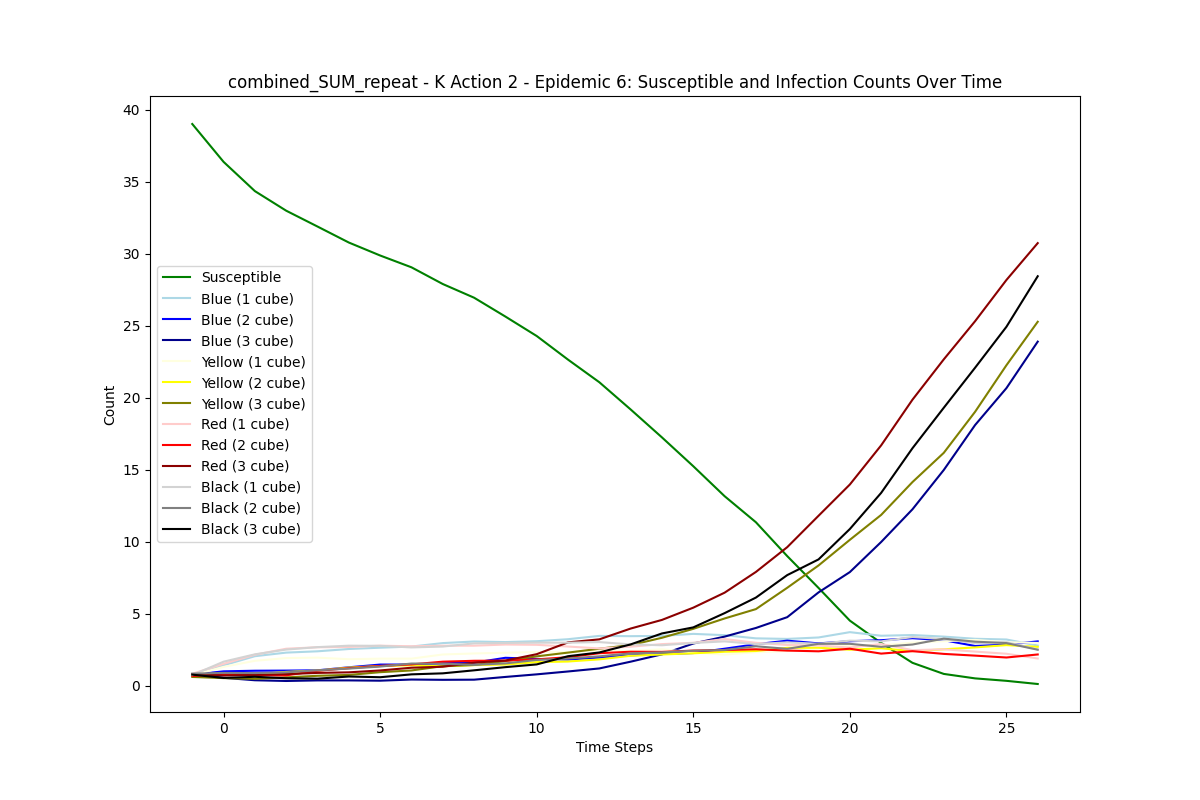 combined_SUM_repeat - K Action 2 - Epidemic 6: Susceptible and Infection Counts Over Time
40
35
30
25
20
15
10
5
0
Count
Susceptible
Blue (1 cube)
Blue (2 cube)
Blue (3 cube)
Yellow (1 cube)
Yellow (2 cube)
Yellow (3 cube)
Red (1 cube)
Red (2 cube)
Red (3 cube)
Black (1 cube)
Black (2 cube)
Black (3 cube)
0 5 10 15 20 25
Time Steps